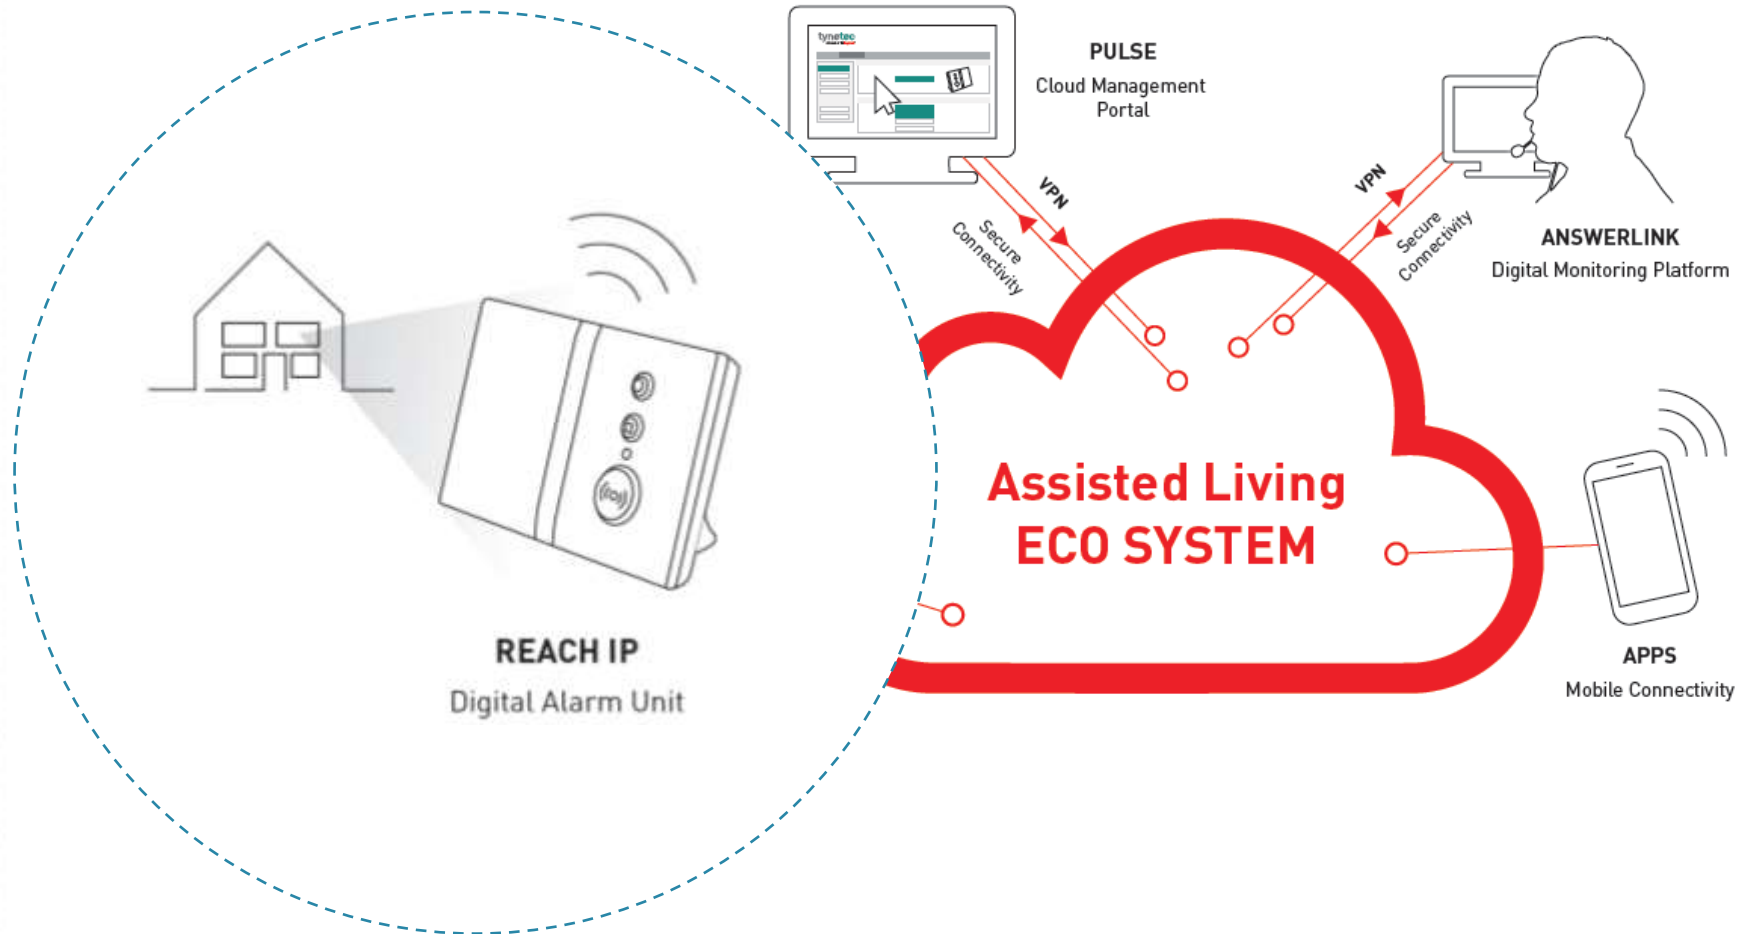 tynetec
PULSE
Cloud Management
Portal
VPN
Secure
Connectivity
VPN
Secure
Connectivity
ANSWERLINK
Digital Monitoring Platform
REACH IP
Digital Alarm Unit
Assisted Living
ECO SYSTEM
APPS
Mobile Connectivity